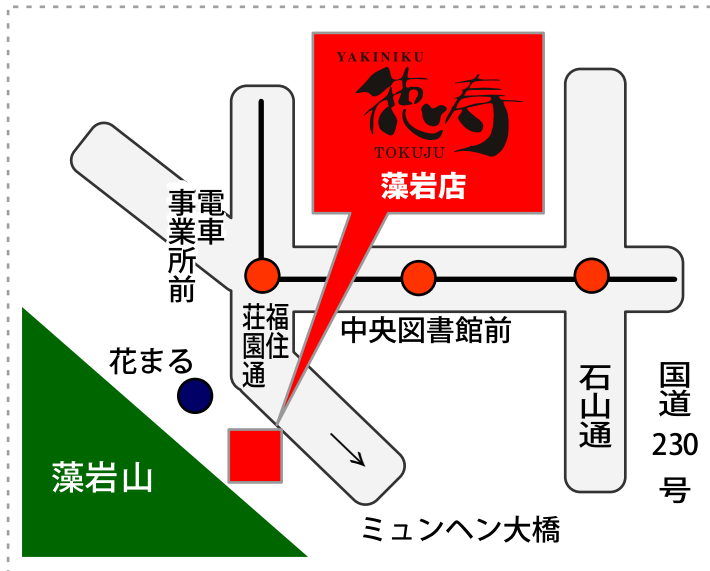 YAKINIKU
徳寿
TOKUJU
藻岩店
電車
事業所前
福住
荘園通
中央図書館前
花まる
石山通
国道
230
号
藻岩山
ミュンヘン大橋